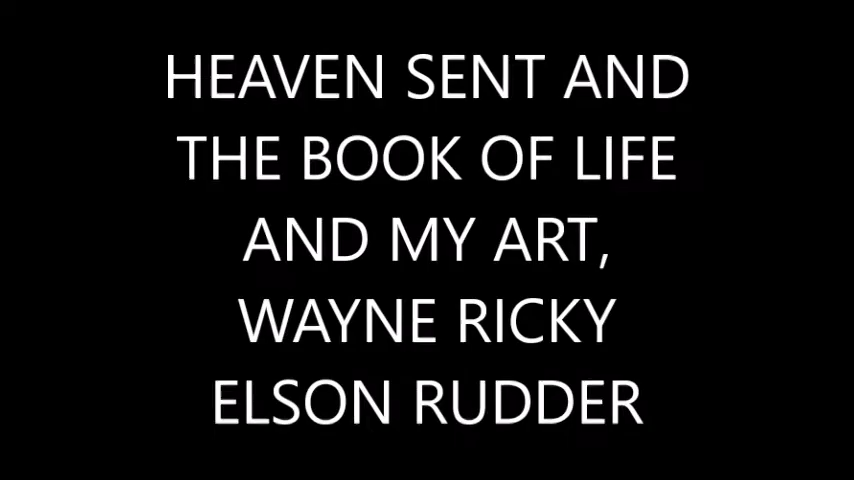 HEAVEN SENT AND
THE BOOK OF LIFE
AND MY ART,
WAYNE RICKY
ELSON RUDDER